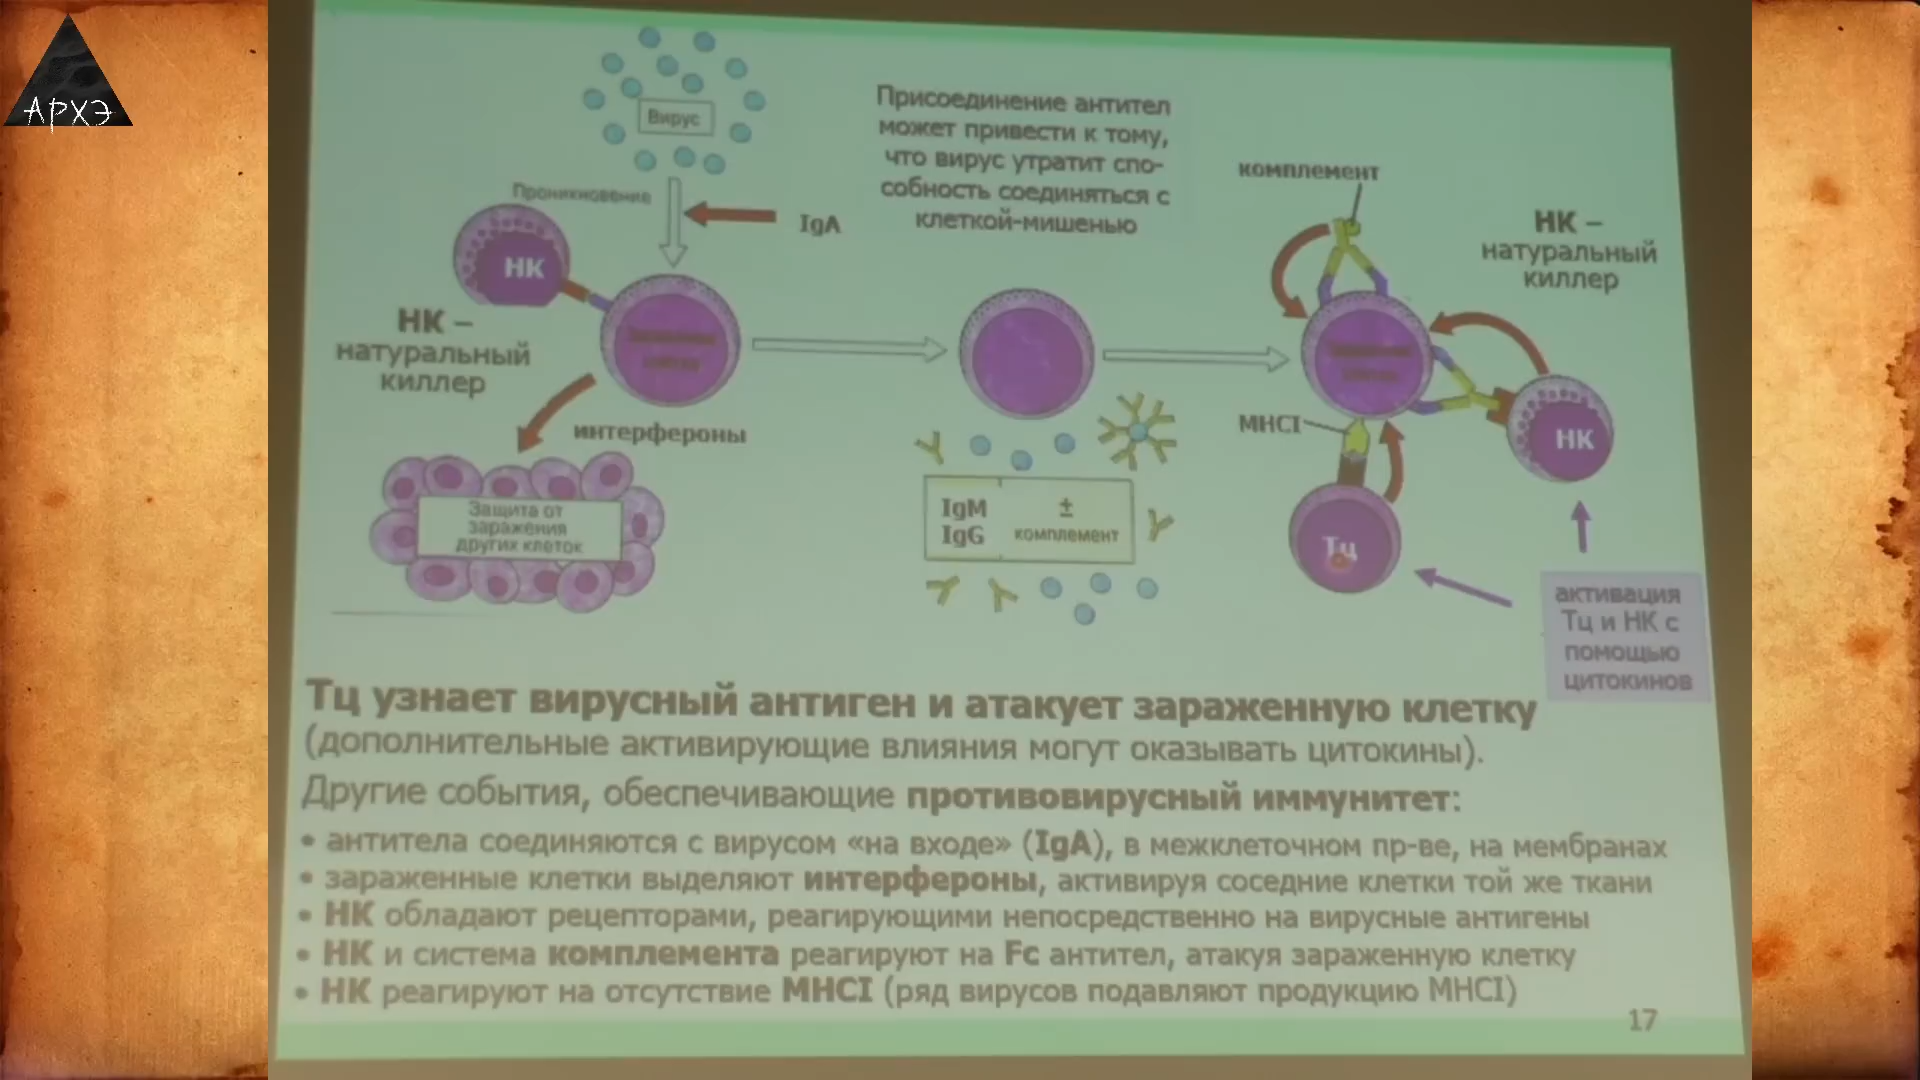 АРХЭ
Вирус
Присоединение антител
может привести к тому,
что вирус утратит спо-
собность соединяться с
клеткой-мишенью
Проникновение
IgA
НК
НК –
натуральный
киллер
интерфероны
Защита от
заражения
других клеток
IgM
IgG
±
комплемент
комплемент
НК –
натуральный
киллер
MHCI
НК
Тц
активация
Тц и НК с
помощью
цитокинов
Тц узнает вирусный антиген и атакует зараженную клетку
(дополнительные активирующие влияния могут оказывать цитокины).
Другие события, обеспечивающие противовирусный иммунитет:
• антитела соединяются с вирусом «на входе» (IgA), в межклеточном пр-ве, на мембранах
• зараженные клетки выделяют интерфероны, активируя соседние клетки той же ткани
• НК обладают рецепторами, реагирующими непосредственно на вирусные антигены
• НК и система комплемента реагируют на Fc антител, атакуя зараженную клетку
• НК реагируют на отсутствие MHCI (ряд вирусов подавляют продукцию MHCI)
17